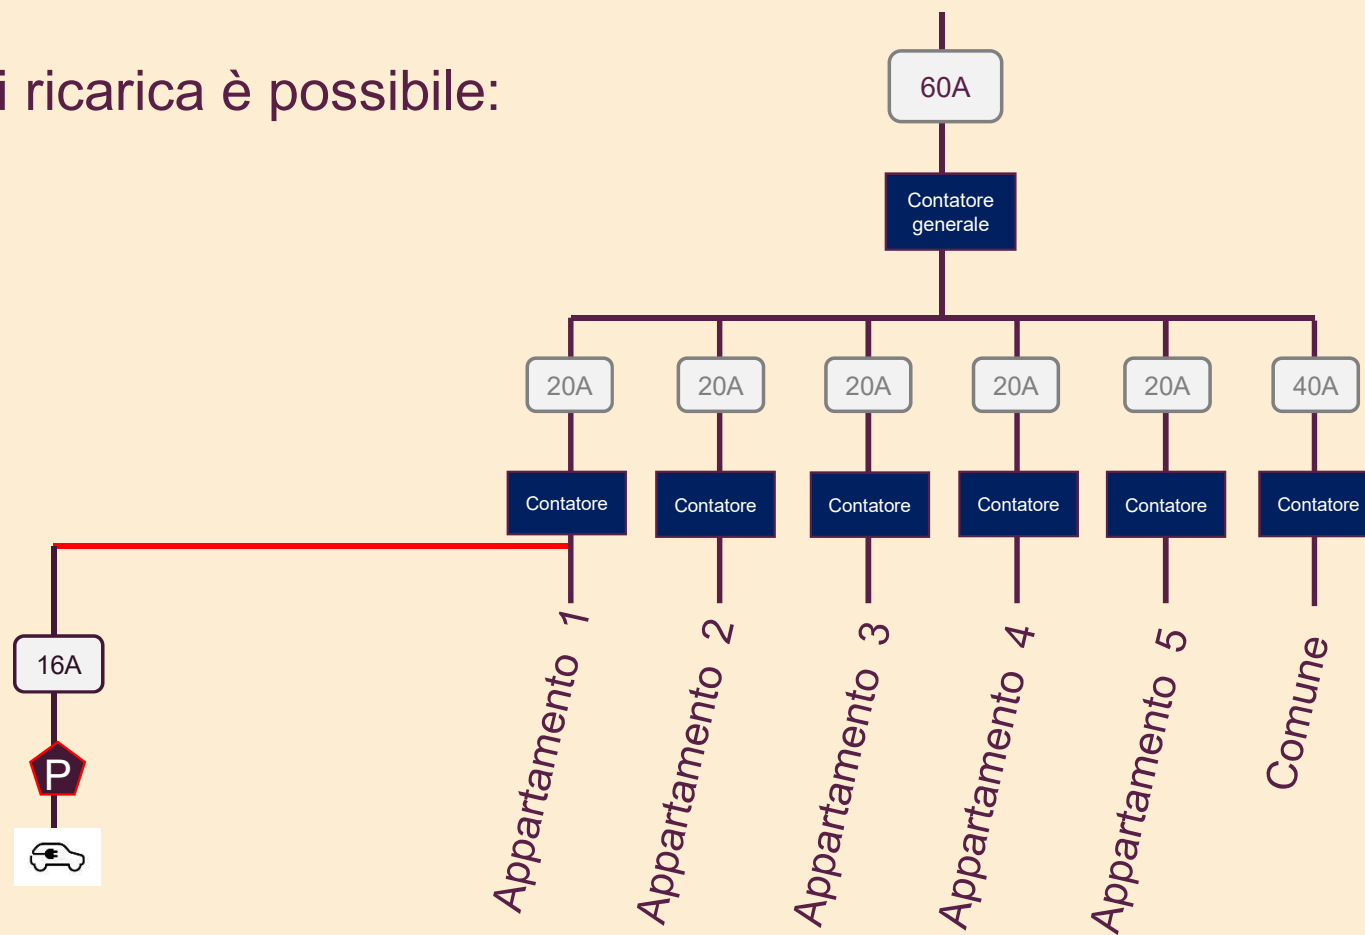 i ricarica è possibile:
60A
Contatore
generale
20A
20A
20A
20A
20A
40A
Contatore
Contatore
Contatore
Contatore
Contatore
Contatore
16A
P
Appartamento 1
Appartamento 2
Appartamento 3
Appartamento 4
Appartamento 5
Comune